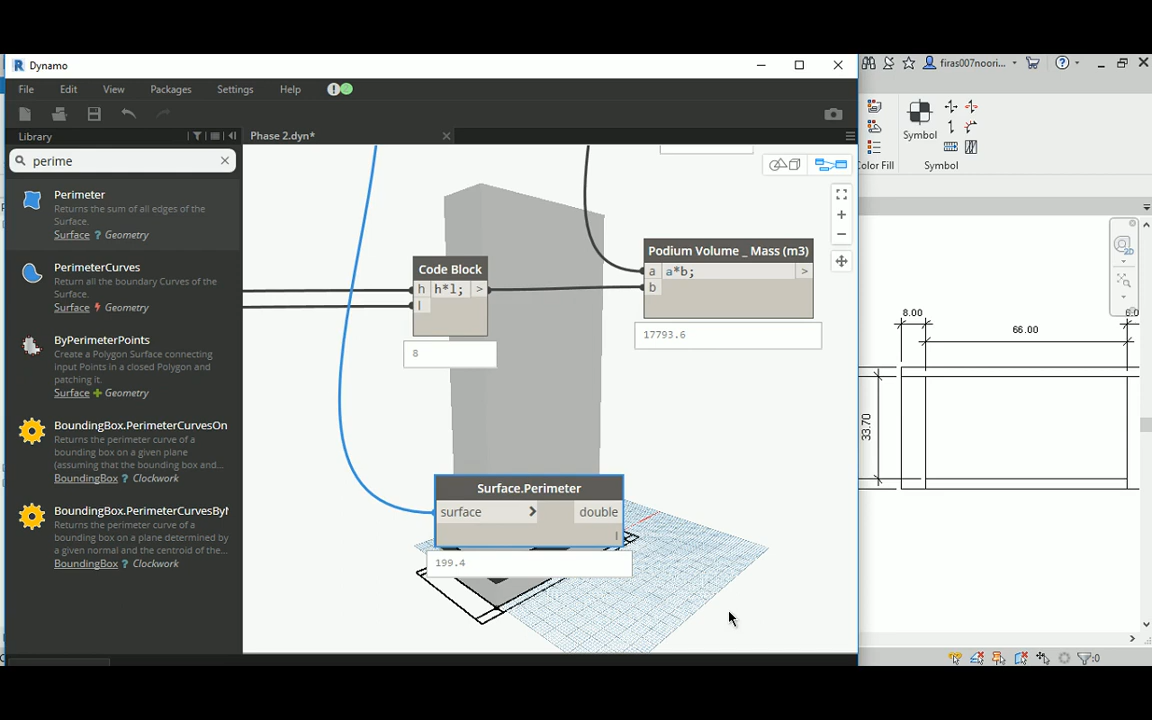 Dynamo
firas007noori...
File Edit View Packages Settings Help
Library
Phase 2.dyn*
Symbol
Color Fill
Symbol
perime
Perimeter
Returns the sum of all edges of the
Surface.
Surface ? Geometry
PerimeterCurves
Return all the boundary Curves of the
Surface.
Surface Geometry
ByPerimeterPoints
Create a Polygon Surface connecting
input Points in a closed Polygon and
patching it.
Surface + Geometry
BoundingBox.PerimeterCurvesOn
Returns the perimeter curve of a
bounding box on a given plane
(assuming that the bounding box and...
BoundingBox ? Clockwork
BoundingBox.PerimeterCurvesByN
Returns the perimeter curve of a
bounding box on a plane determined by
a given normal and the centroid of the...
BoundingBox ? Clockwork
Code Block
h h*l; >
l
8
Podium Volume _ Mass (m3)
a a*b; >
b
17793.6
Surface.Perimeter
surface > double
l
199.4
8.00
66.00
33.70
:0